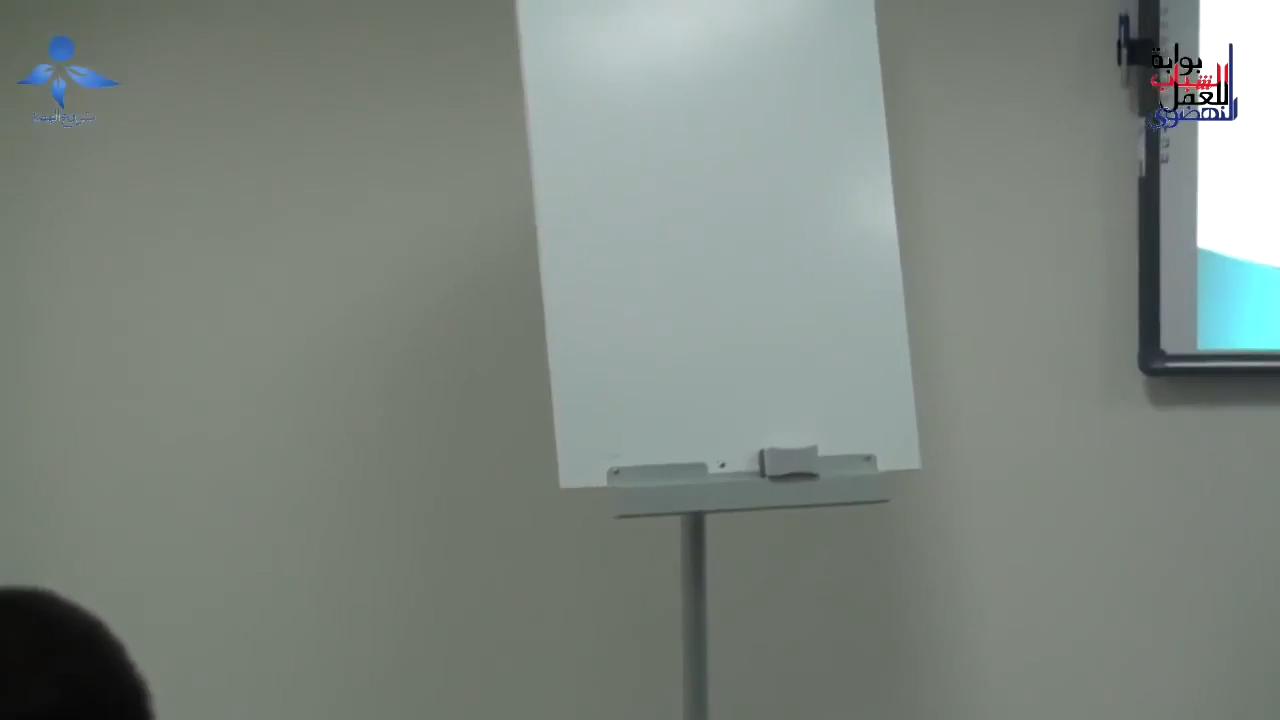 بوابة
الشباب
للعمل
النهضوي